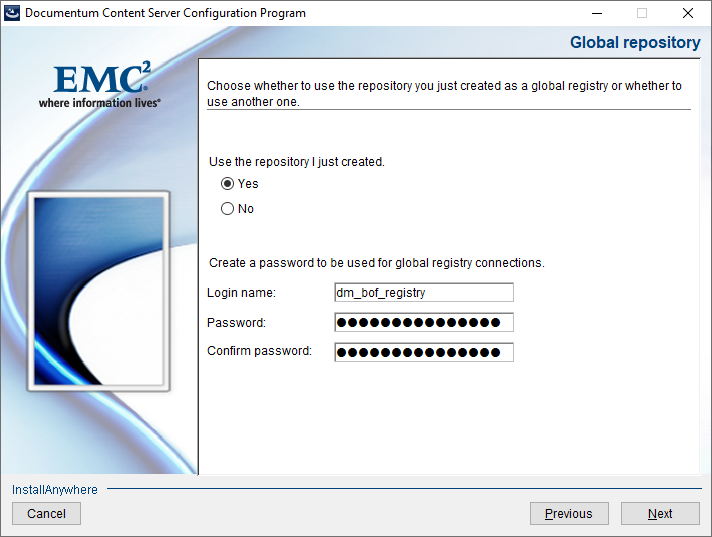 Documentum Content Server Configuration Program
Global repository
EMC²
where information lives®
Choose whether to use the repository you just created as a global registry or whether to
use another one.
Use the repository I just created.
Yes
No
Create a password to be used for global registry connections.
Login name:
dm_bof_registry
Password:
●●●●●●●●●●●●●●●
Confirm password:
●●●●●●●●●●●●●●●
InstallAnywhere
Cancel
Previous
Next